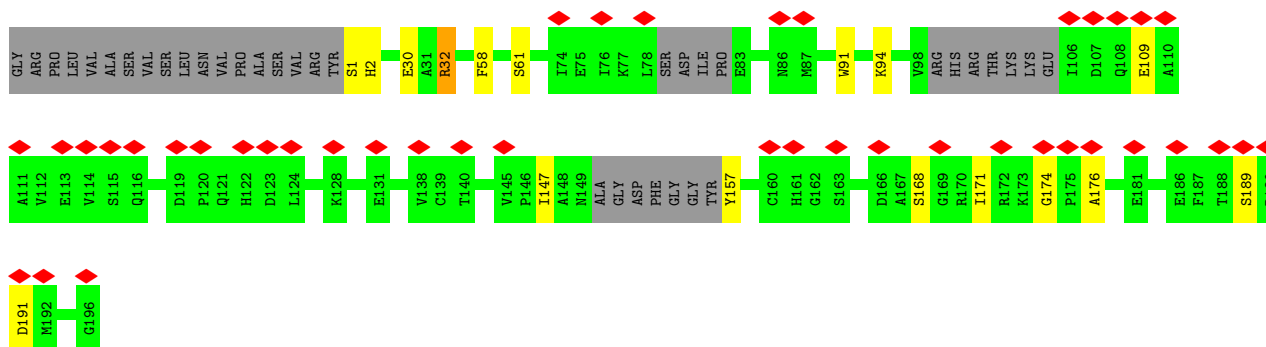 GLY ARG PRO LEU VAL ALA SER VAL SER LEU ASN VAL PRO ALA SER VAL ARG TYR S1 H2 E30 A31 R32 F58 S61 I74 E75 I76 K77 L78 SER ASP ILE PRO E83 N86 M87 W91 K94 V98 ARG HIS ARG THR LYS LYS GLU I106 D107 Q108 E109 A110
A111 V112 E113 V114 S115 Q116 D119 P120 Q121 H122 D123 L124 K128 E131 V138 C139 T140 V145 P146 I147 A148 N149 ALA GLY ASP PHE GLY GLY TYR Y157 C160 H161 G162 S163 D166 A167 S168 G169 R170 I171 R172 K173 G174 P175 A176 E181 E186 F187 T188 S189
D191 M192 G196